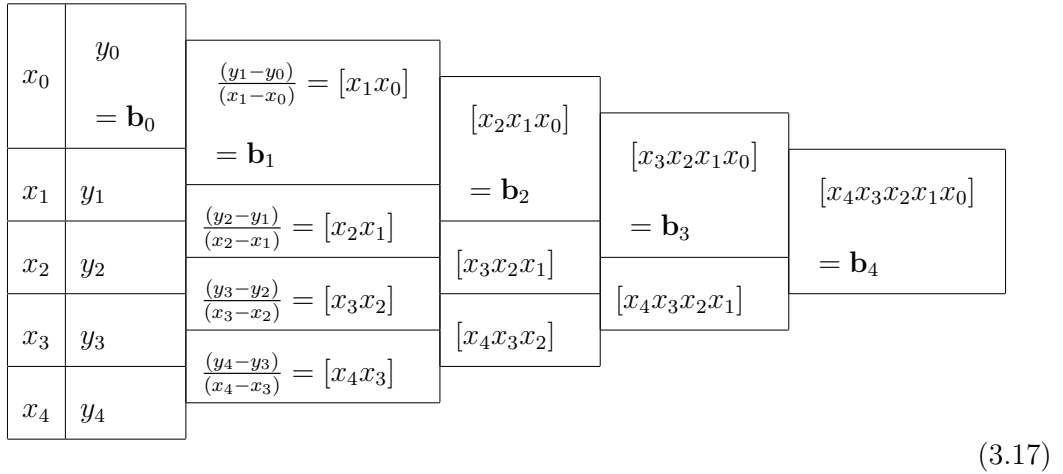 x_0 y_0
= b_0
(y_1−y_0)/(x_1−x_0) = [x_1x_0]
= b_1
[x_2x_1x_0]
= b_2
[x_3x_2x_1x_0]
= b_3
[x_4x_3x_2x_1x_0]
= b_4
x_1 y_1
(y_2−y_1)/(x_2−x_1) = [x_2x_1]
x_2 y_2
[x_3x_2x_1]
(y_3−y_2)/(x_3−x_2) = [x_3x_2]
[x_4x_3x_2x_1]
x_3 y_3
[x_4x_3x_2]
(y_4−y_3)/(x_4−x_3) = [x_4x_3]
x_4 y_4
(3.17)